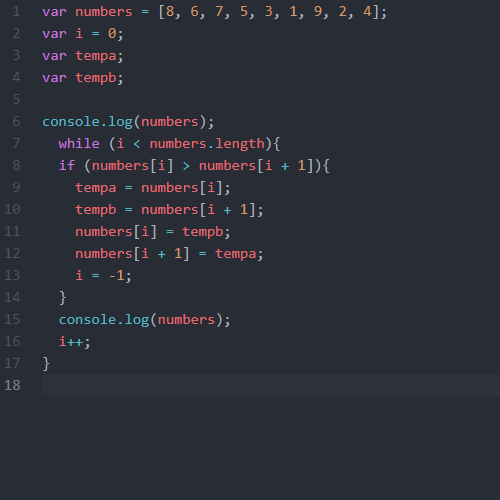 1 var numbers = [8, 6, 7, 5, 3, 1, 9, 2, 4];
2 var i = 0;
3 var tempa;
4 var tempb;
5
6 console.log(numbers);
7   while (i < numbers.length){
8   if (numbers[i] > numbers[i + 1]){
9     tempa = numbers[i];
10     tempb = numbers[i + 1];
11     numbers[i] = tempb;
12     numbers[i + 1] = tempa;
13     i = -1;
14   }
15   console.log(numbers);
16   i++;
17 }
18